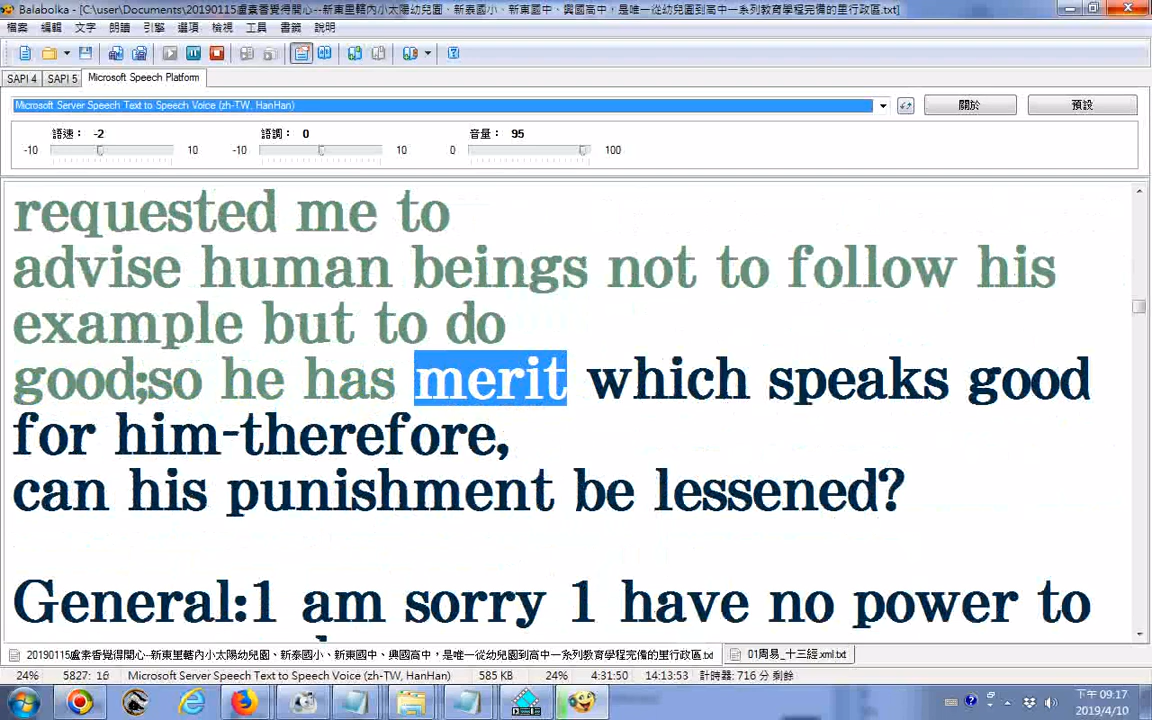 Balabolka - [C:\user\Documents\20190115盧素香覺得開心--新東里轄內小太陽幼兒園、新泰國小、新東國中、興國高中，是唯一從幼兒園到高中一系列教育學程完備的里行政區.txt]
檔案 編輯 文字 朗讀 引擎 選項 檢視 工具 書籤 說明
SAPI 4 SAPI 5 Microsoft Speech Platform
Microsoft Server Speech Text to Speech Voice (zh-TW, HanHan) 關於 預設
語速： -2 語調： 0 音量： 95
-10 10 -10 10 0 100
requested me to
advise human beings not to follow his
example but to do
good;so he has merit which speaks good
for him-therefore,
can his punishment be lessened?
General:1 am sorry 1 have no power to
20190115盧素香覺得開心--新東里轄內小太陽幼兒園、新泰國小、新東國中、興國高中，是唯一從幼兒園到高中一系列教育學程完備的里行政區.txt 01周易_十三經.xml.txt
24% 5827: 16 Microsoft Server Speech Text to Speech Voice (zh-TW, HanHan) 585 KB 24% 4:31:50 14:13:53 計時器：716 分 剩餘
下午 09:17
2019/4/10